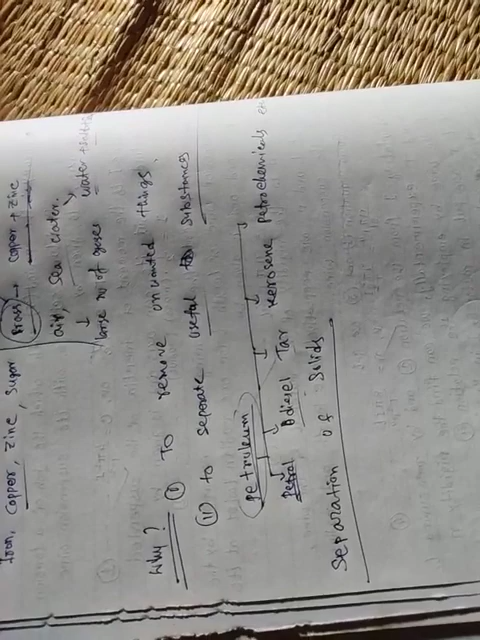 Iron, Copper, Zinc, Sugar
Brass → Copper + Zinc
air, Sea water.
large no of gases water
Why? (i) To remove unwanted things.
(ii) to separate useful substances
Petroleum
Petrol diesel Tar Kerosene petrochemicals
Separation of Solids